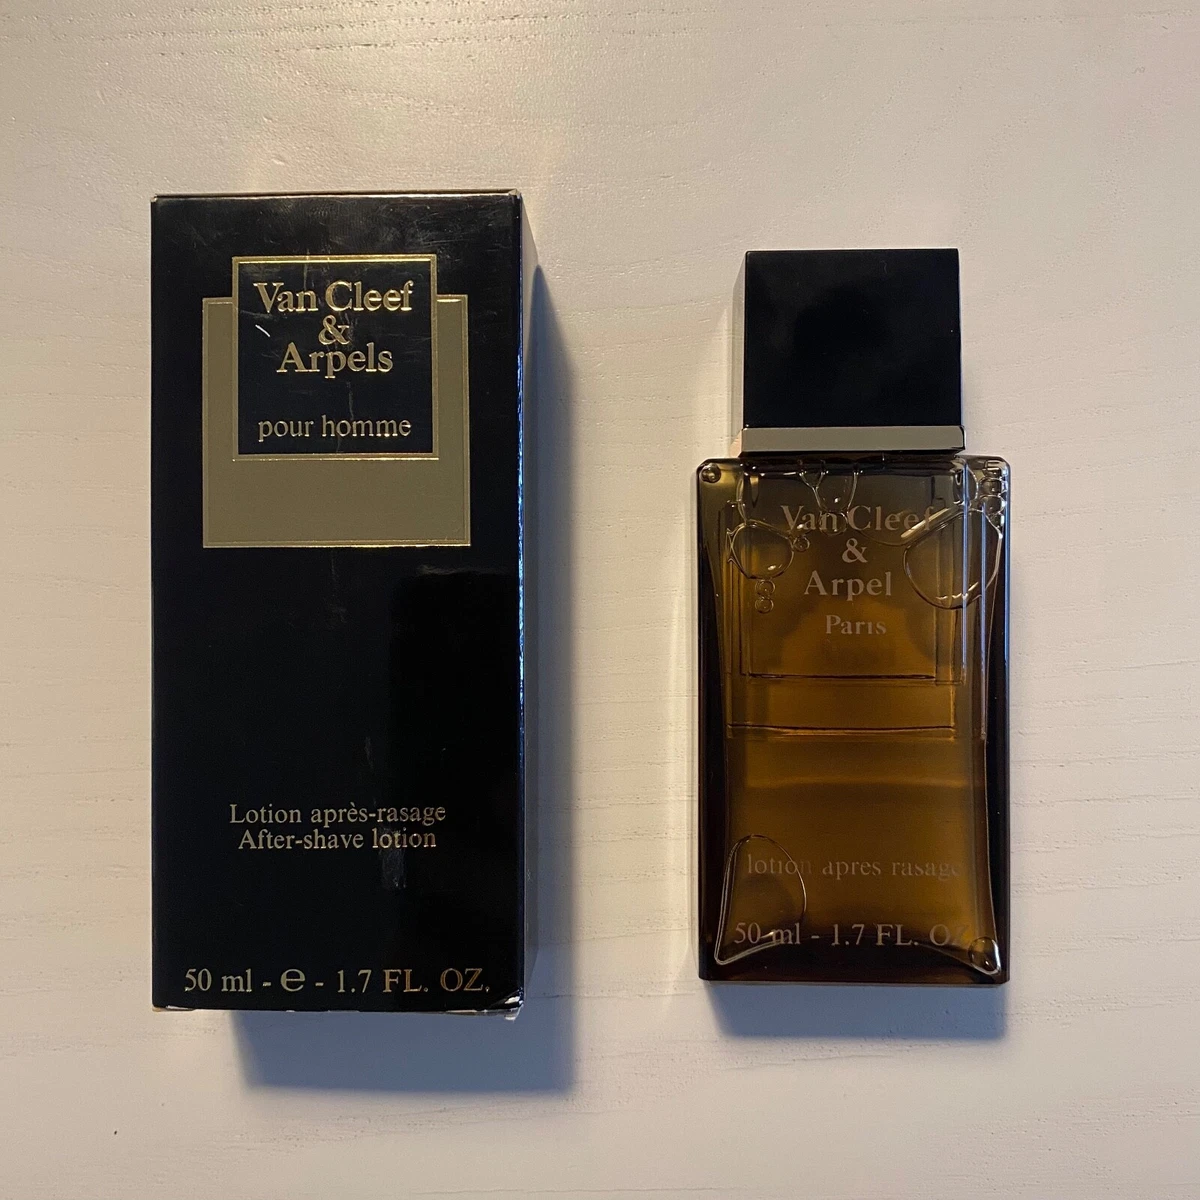 Van Cleef
&
Arpels
pour homme
Lotion après-rasage
After-shave lotion
50 ml - e - 1.7 FL. OZ.
Van Cleef
&
Arpel
Paris
lotion apres rasage
50 ml - 1.7 FL. OZ